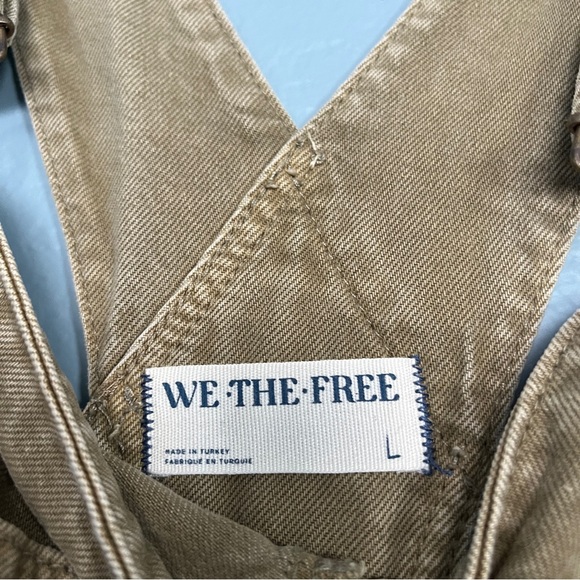 WE·THE·FREE
MADE IN TURKEY
FABRIQUÉ EN TURQUIE
L